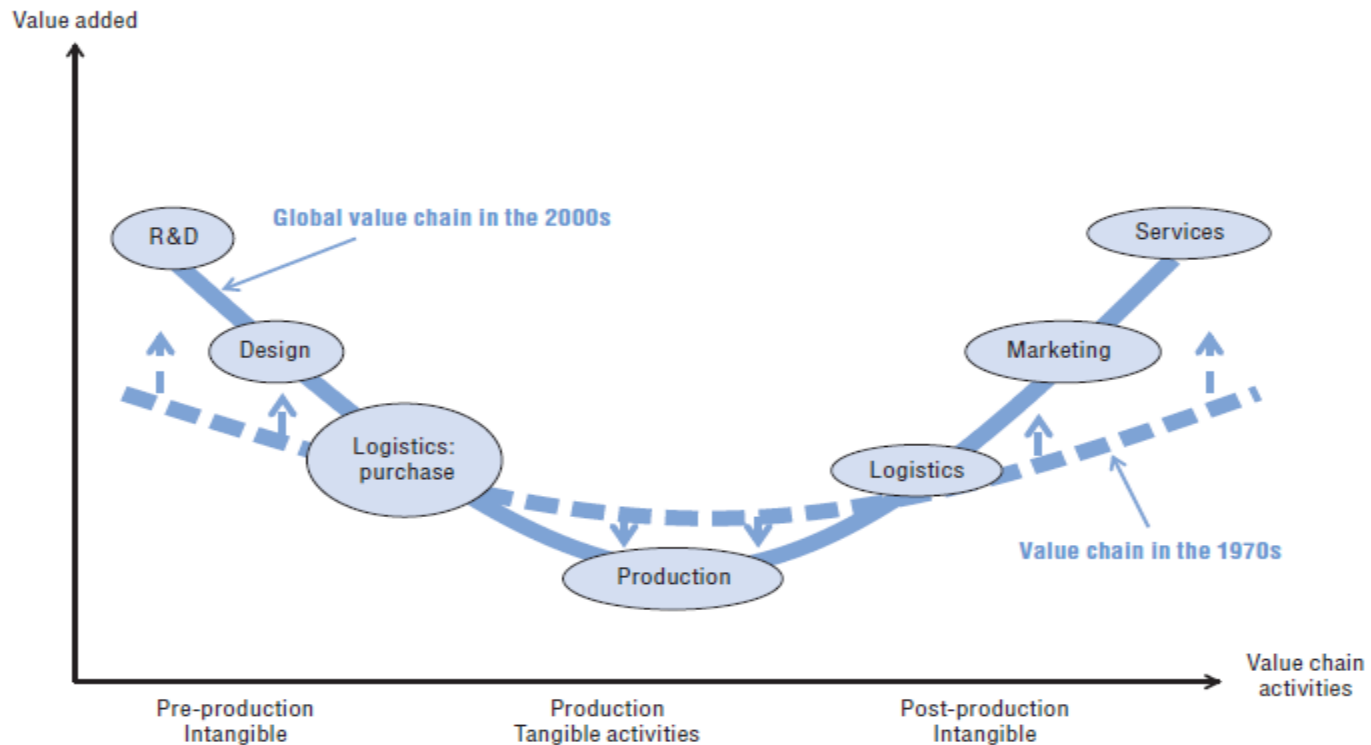 Value added
Global value chain in the 2000s
R&D
Services
Design
Marketing
Logistics:
purchase
Logistics
Value chain in the 1970s
Production
Value chain
activities
Pre-production
Intangible
Production
Tangible activities
Post-production
Intangible